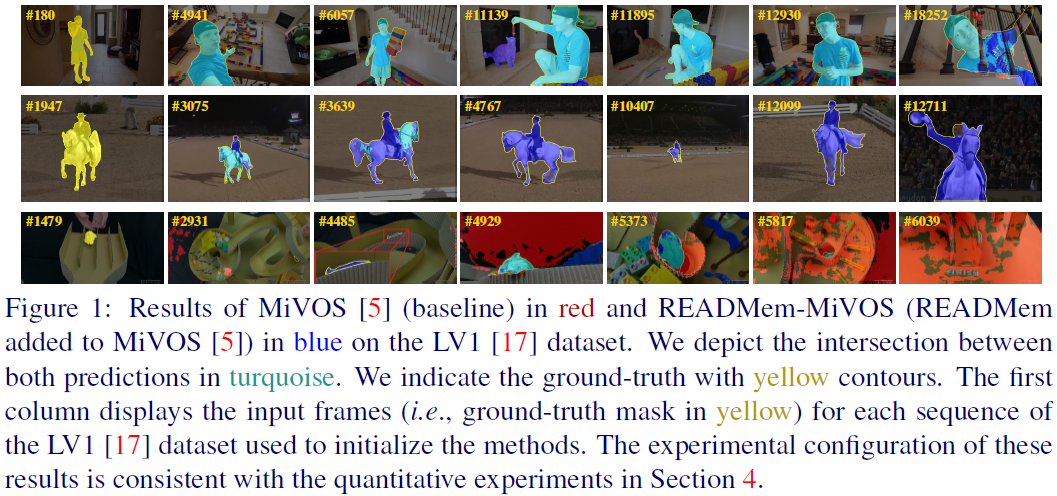 #180 #4941 #6057 #11139 #11895 #12930 #18252
#1947 #3075 #3639 #4767 #10407 #12099 #12711
#1479 #2931 #4485 #4929 #5373 #5817 #6039
Figure 1: Results of MiVOS [5] (baseline) in red and READMem-MiVOS (READMem
added to MiVOS [5]) in blue on the LV1 [17] dataset. We depict the intersection between
both predictions in turquoise. We indicate the ground-truth with yellow contours. The first
column displays the input frames (i.e., ground-truth mask in yellow) for each sequence of
the LV1 [17] dataset used to initialize the methods. The experimental configuration of these
results is consistent with the quantitative experiments in Section 4.